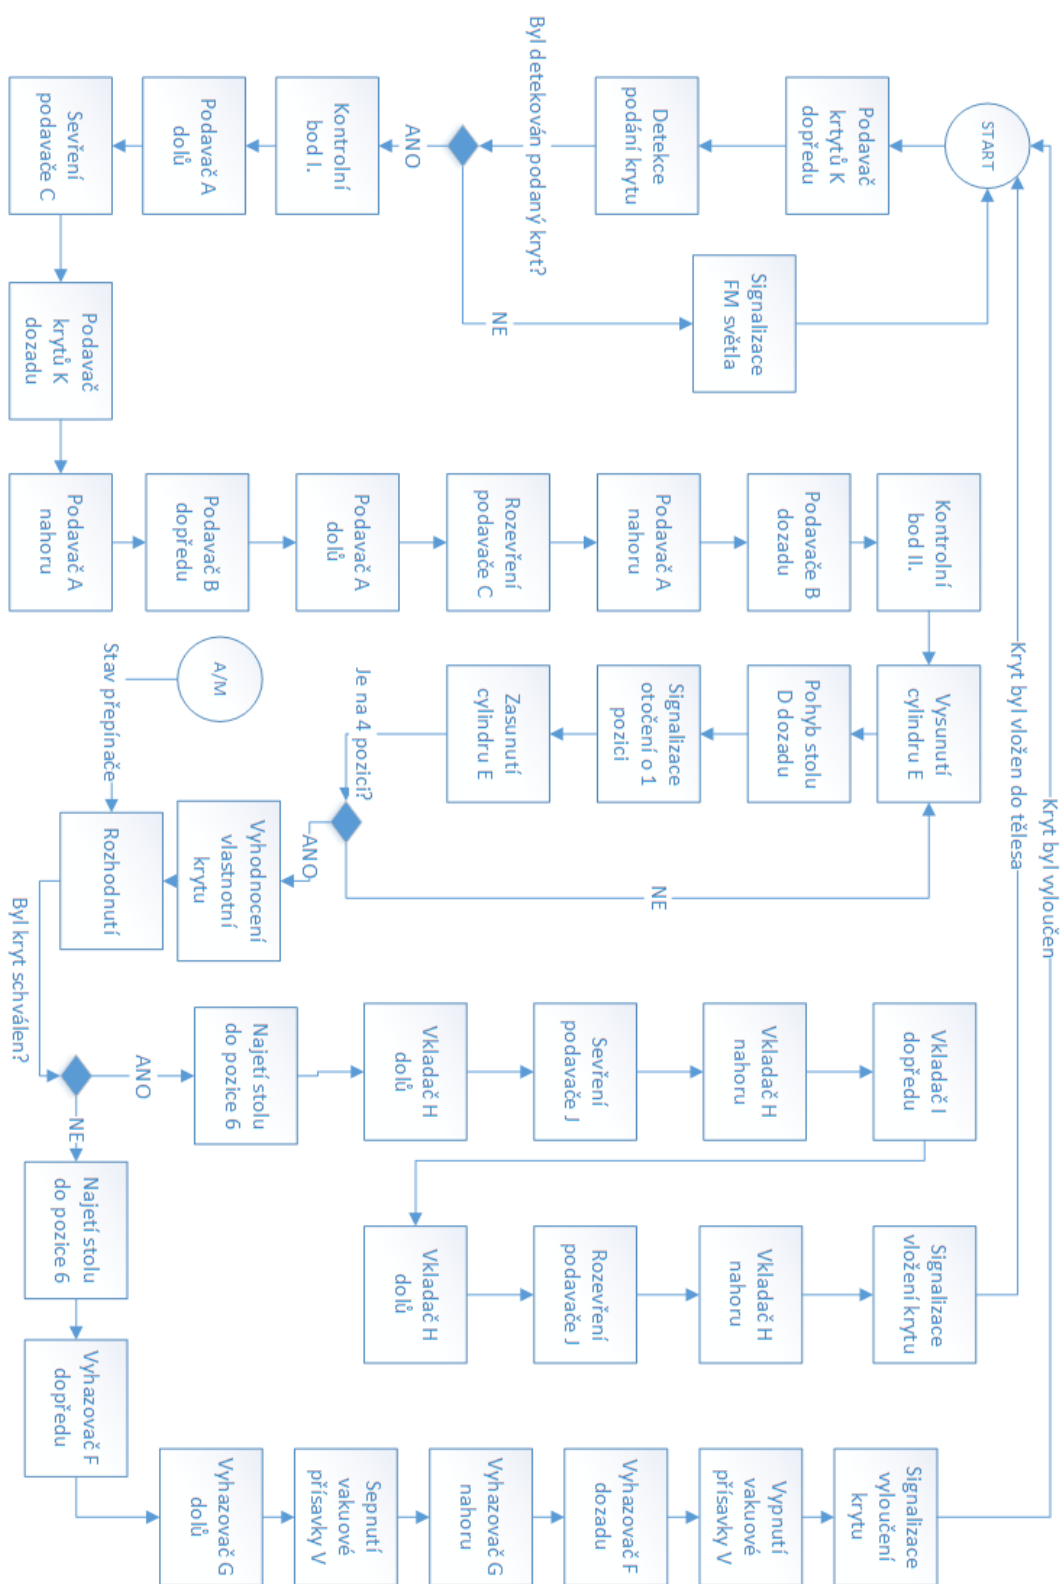 START
Podavač
krtytů K
dopředu
Detekce
podání krytu
Byl detekován podaný kryt?
ANO
NE
Signalizace
FM světla
Kontrolní
bod I.
Podavač A
dolů
Sevření
podavače C
Podavač
krytů K
dozadu
Podavač A
nahoru
Podavač B
dopředu
Podavač A
dolů
Rozevření
podavače C
Podavač A
nahoru
Podavače B
dozadu
Kontrolní
bod II.
Vysunutí
cylindru E
Pohyb stolu
D dozadu
Signalizace
otočení o 1
pozici
Zasunutí
cylindru E
Je na 4 pozici?
ANO
NE
Vyhodnocení
vlastnotní
krytu
A/M
Stav přepínače
Rozhodnutí
Byl kryt schválen?
ANO
NE
Najetí stolu
do pozice 6
Vkladač H
dolů
Sevření
podavače J
Vkladač H
nahoru
Vkladač I
dopředu
Vkladač H
dolů
Rozevření
podavače J
Vkladač H
nahoru
Signalizace
vložení krytu
Kryt byl vložen do tělesa
Najetí stolu
do pozice 6
Vyhazovač F
dopředu
Vyhazovač G
dolů
Sepnutí
vakuové
přísavky V
Vyhazovač G
nahoru
Vyhazovač F
dozadu
Vypnutí
vakuové
přísavky V
Signalizace
vyloučení
krytu
Kryt byl vyloučen